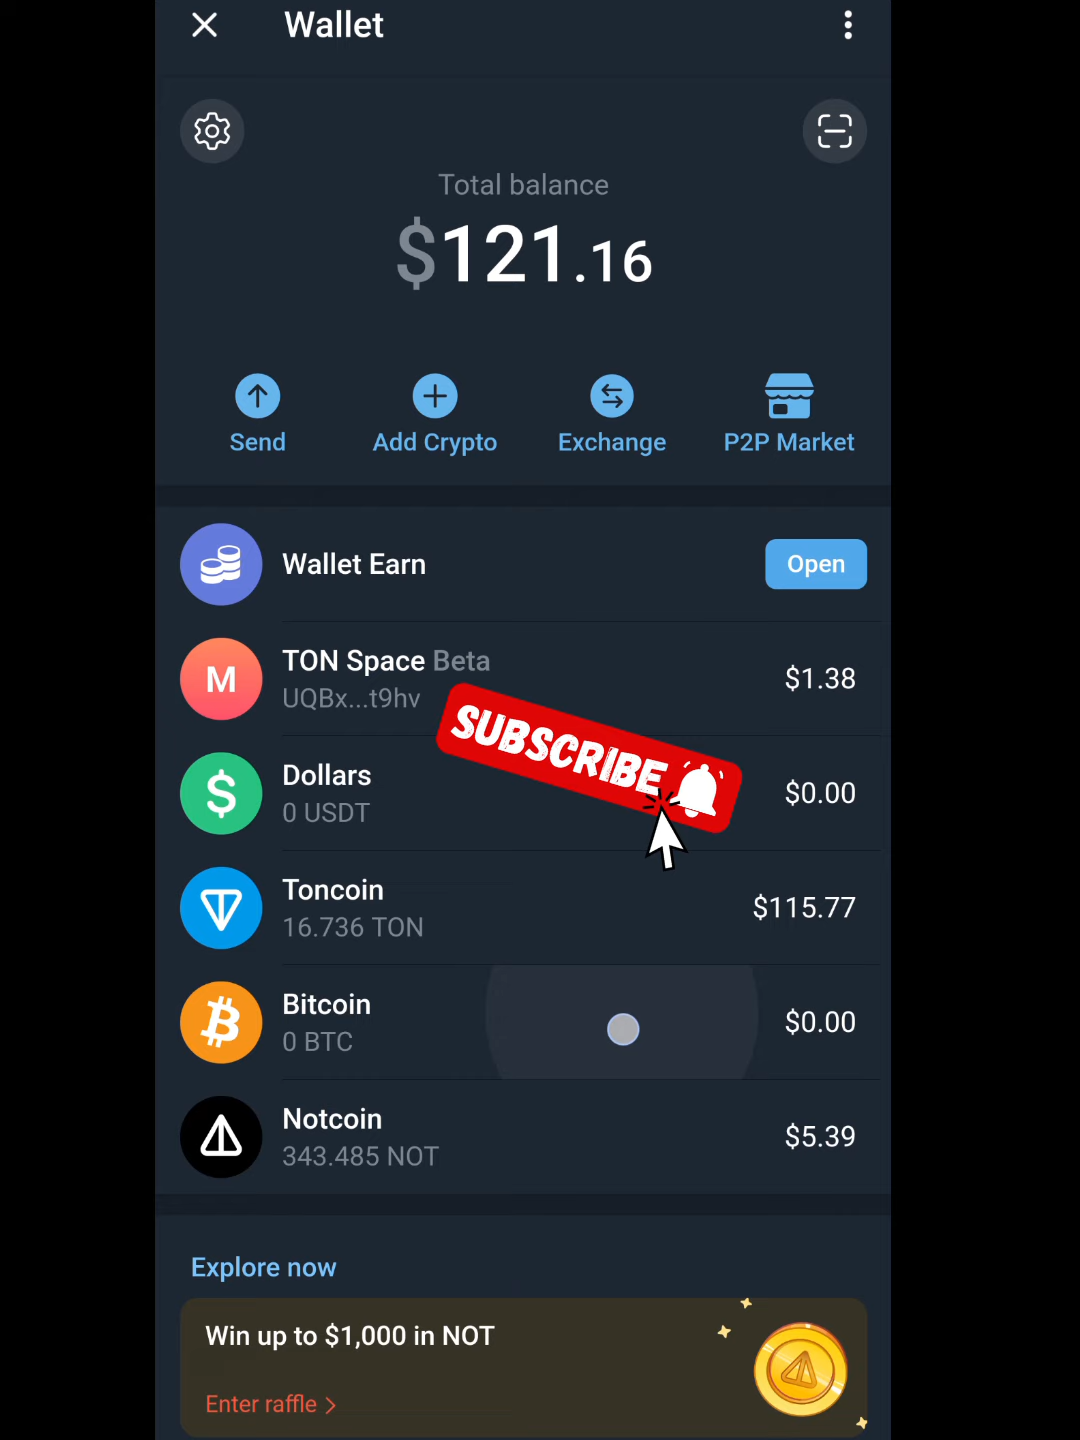 Wallet
Total balance
$121.16
Send
Add Crypto
Exchange
P2P Market
Wallet Earn
Open
TON Space Beta
$1.38
M
UQBx...t9hv
SUBSCRIBE
Dollars
$0.00
0 USDT
Toncoin
$115.77
16.736 TON
Bitcoin
$0.00
0 BTC
Notcoin
$5.39
343.485 NOT
Explore now
Win up to $1,000 in NOT
Enter raffle >